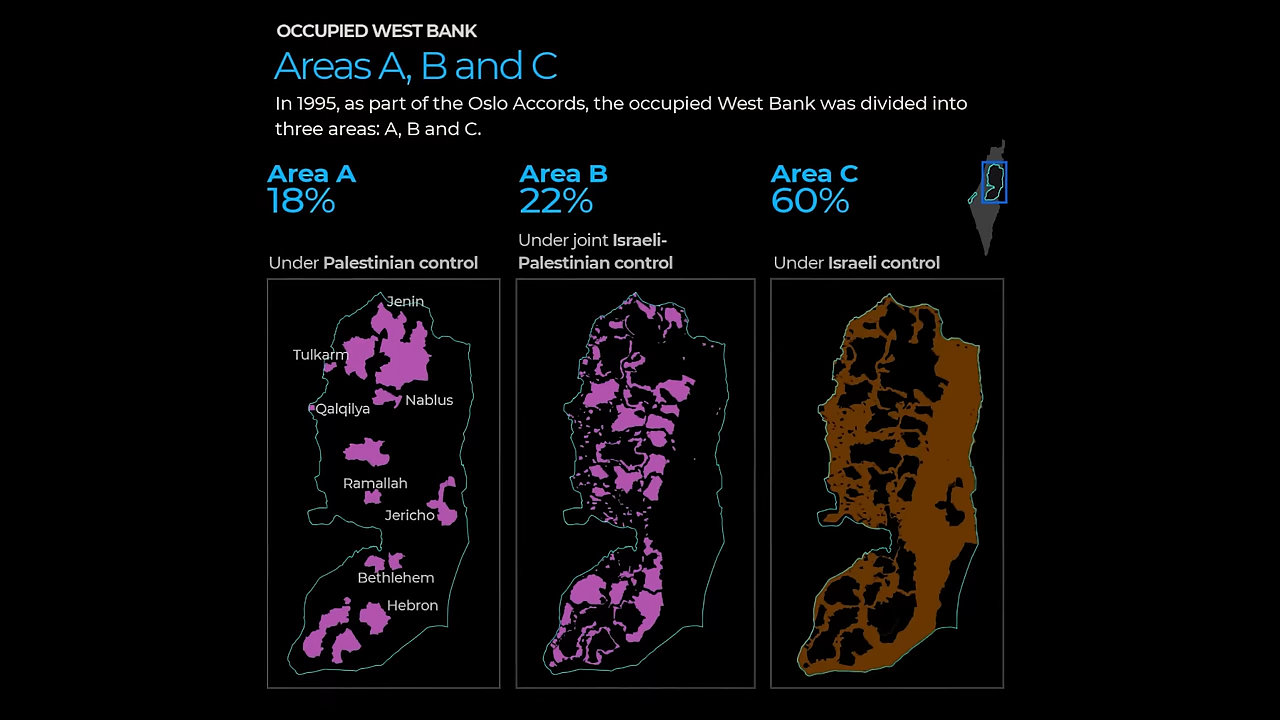 OCCUPIED WEST BANK
Areas A, B and C
In 1995, as part of the Oslo Accords, the occupied West Bank was divided into
three areas: A, B and C.
Area A
18%
Under Palestinian control
Area B
22%
Under joint Israeli-
Palestinian control
Area C
60%
Under Israeli control
Jenin
Tulkarm
Nablus
Qalqilya
Ramallah
Jericho
Bethlehem
Hebron